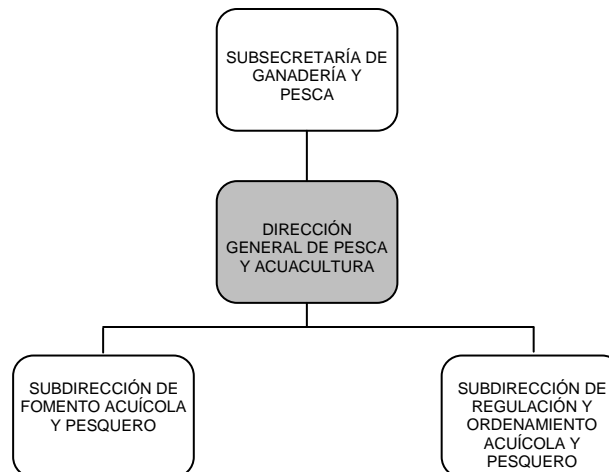 SUBSECRETARÍA DE
GANADERÍA Y
PESCA
DIRECCIÓN
GENERAL DE PESCA
Y ACUACULTURA
SUBDIRECCIÓN DE
FOMENTO ACUÍCOLA
Y PESQUERO
SUBDIRECCIÓN DE
REGULACIÓN Y
ORDENAMIENTO
ACUÍCOLA Y
PESQUERO